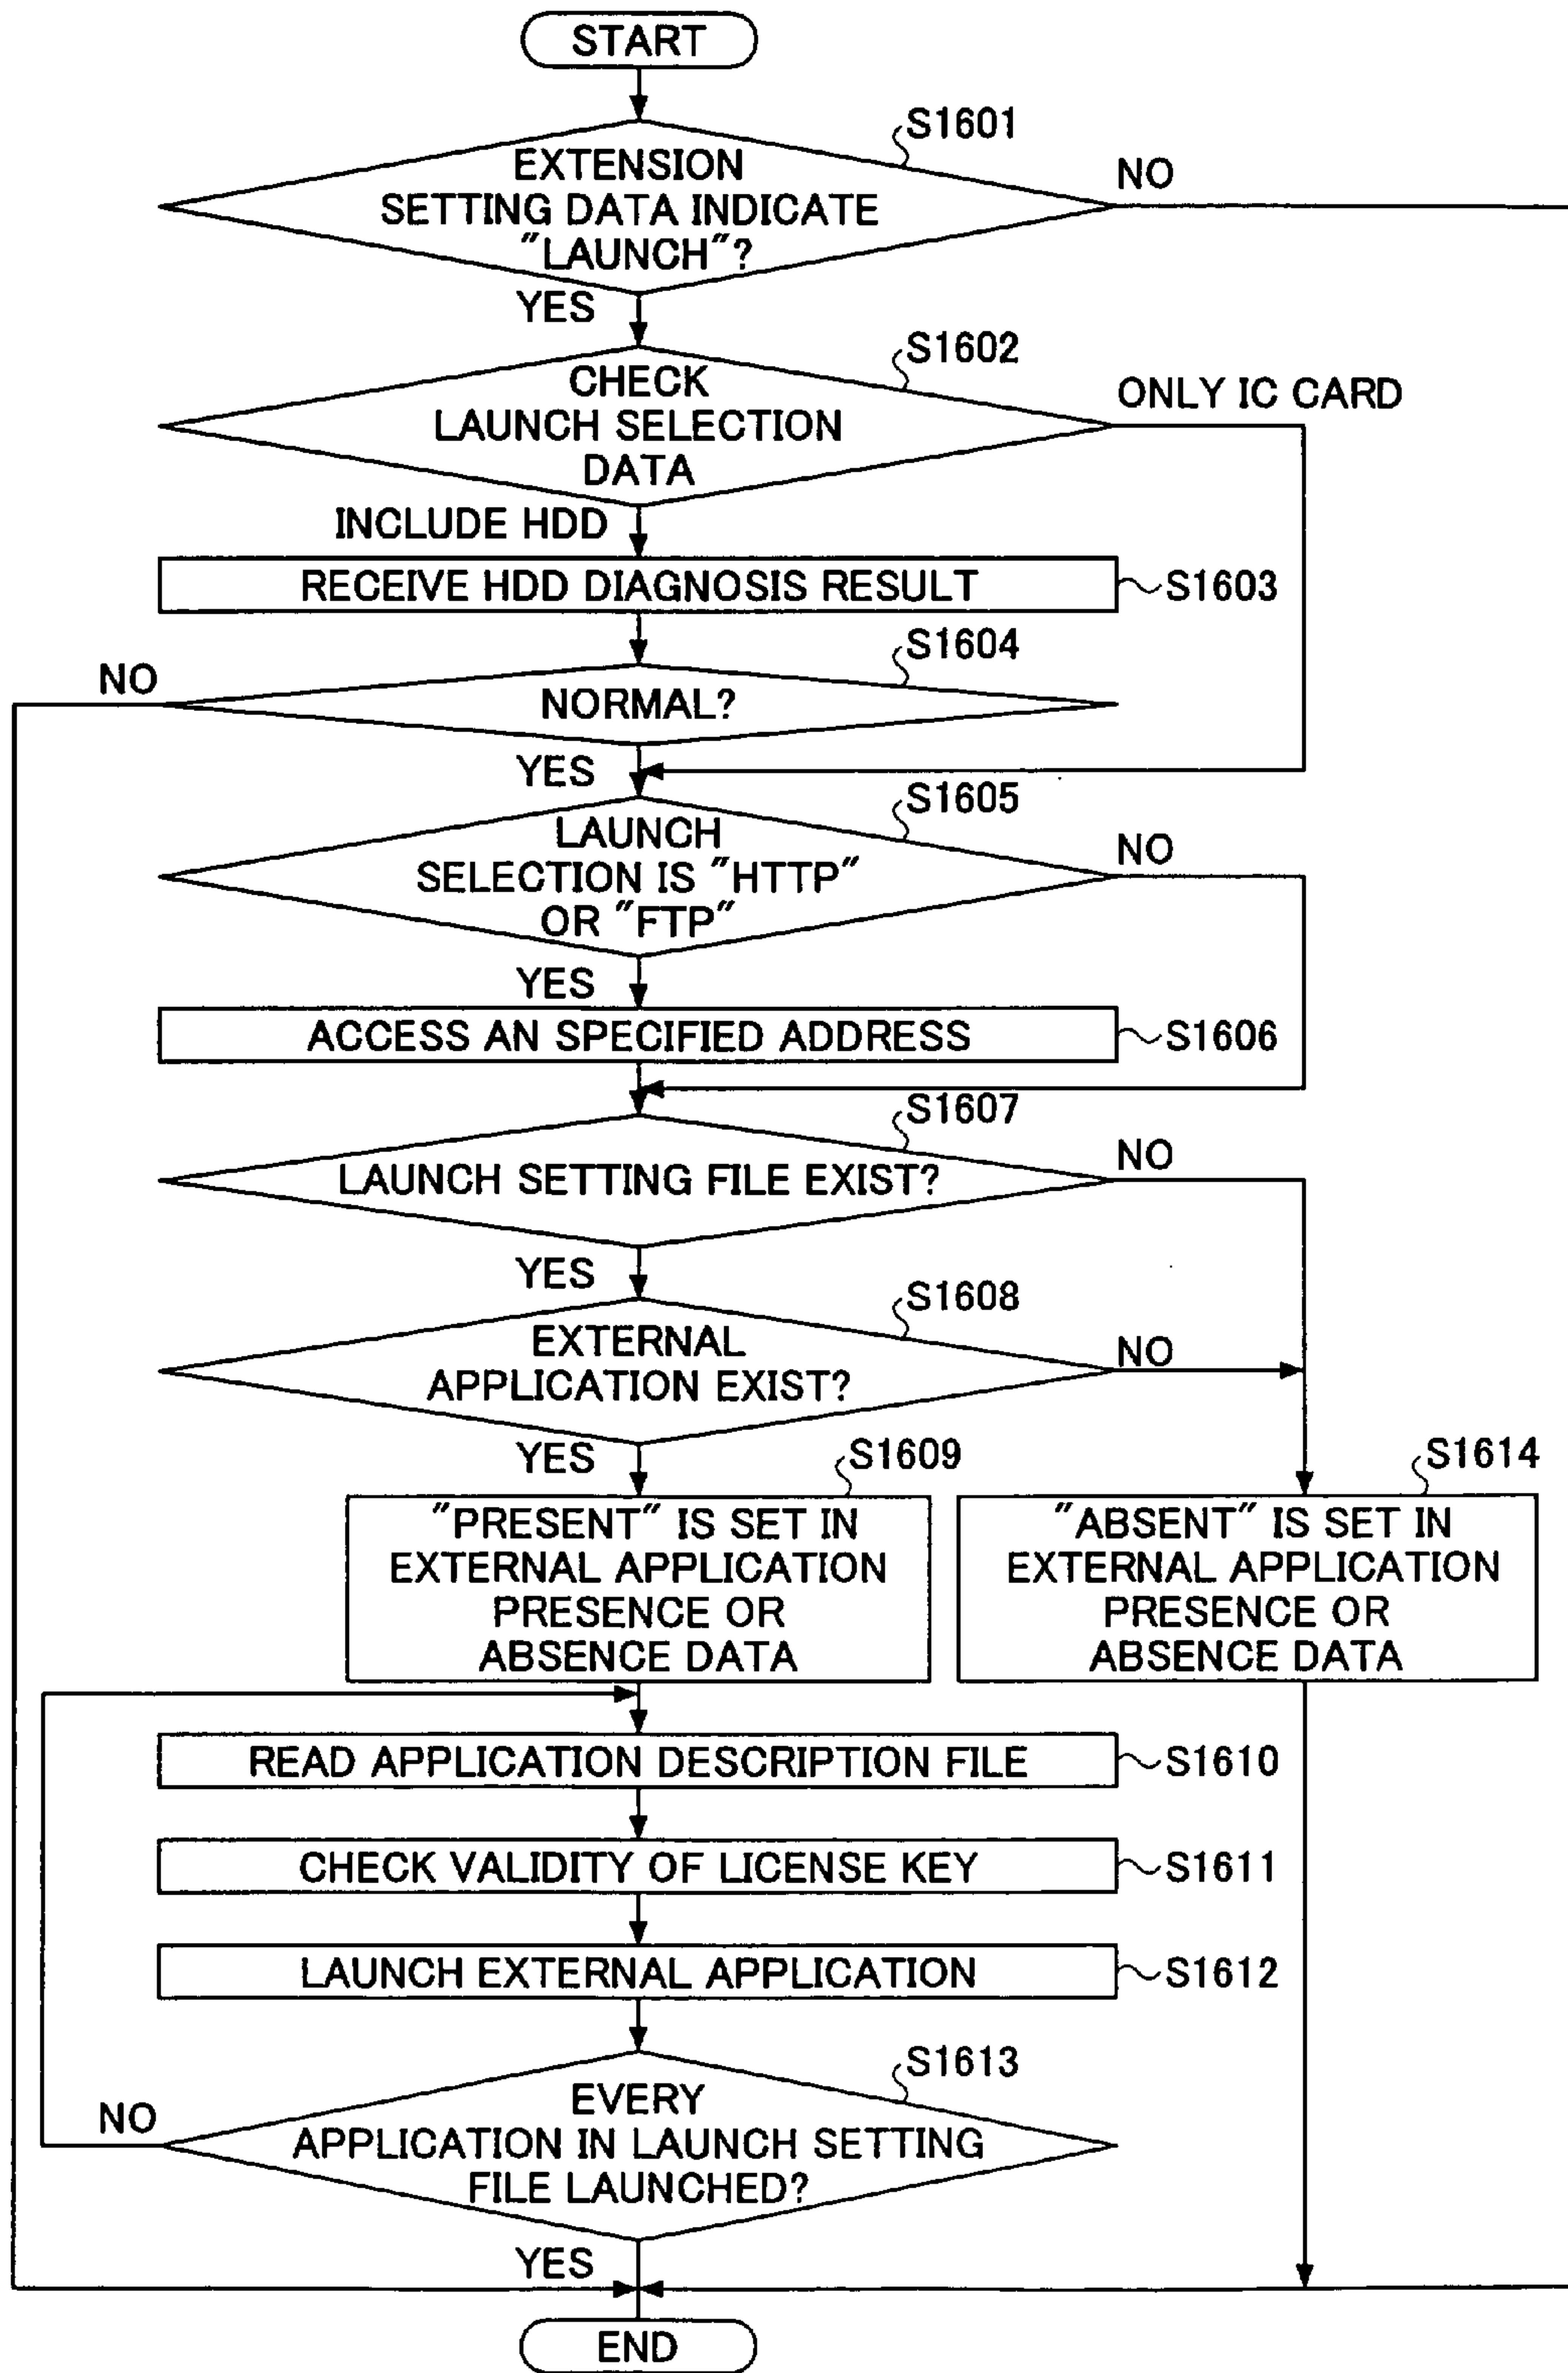 START
S1601
EXTENSION
SETTING DATA INDICATE
"LAUNCH"?
NO
YES
S1602
CHECK
LAUNCH SELECTION
DATA
ONLY IC CARD
INCLUDE HDD
RECEIVE HDD DIAGNOSIS RESULT
S1603
S1604
NO
NORMAL?
YES
S1605
LAUNCH
SELECTION IS "HTTP"
OR "FTP"
NO
YES
ACCESS AN SPECIFIED ADDRESS
S1606
S1607
LAUNCH SETTING FILE EXIST?
NO
YES
S1608
EXTERNAL
APPLICATION EXIST?
NO
YES
S1609
"PRESENT" IS SET IN
EXTERNAL APPLICATION
PRESENCE OR
ABSENCE DATA
S1614
"ABSENT" IS SET IN
EXTERNAL APPLICATION
PRESENCE OR
ABSENCE DATA
READ APPLICATION DESCRIPTION FILE
S1610
CHECK VALIDITY OF LICENSE KEY
S1611
LAUNCH EXTERNAL APPLICATION
S1612
S1613
NO
EVERY
APPLICATION IN LAUNCH SETTING
FILE LAUNCHED?
YES
END